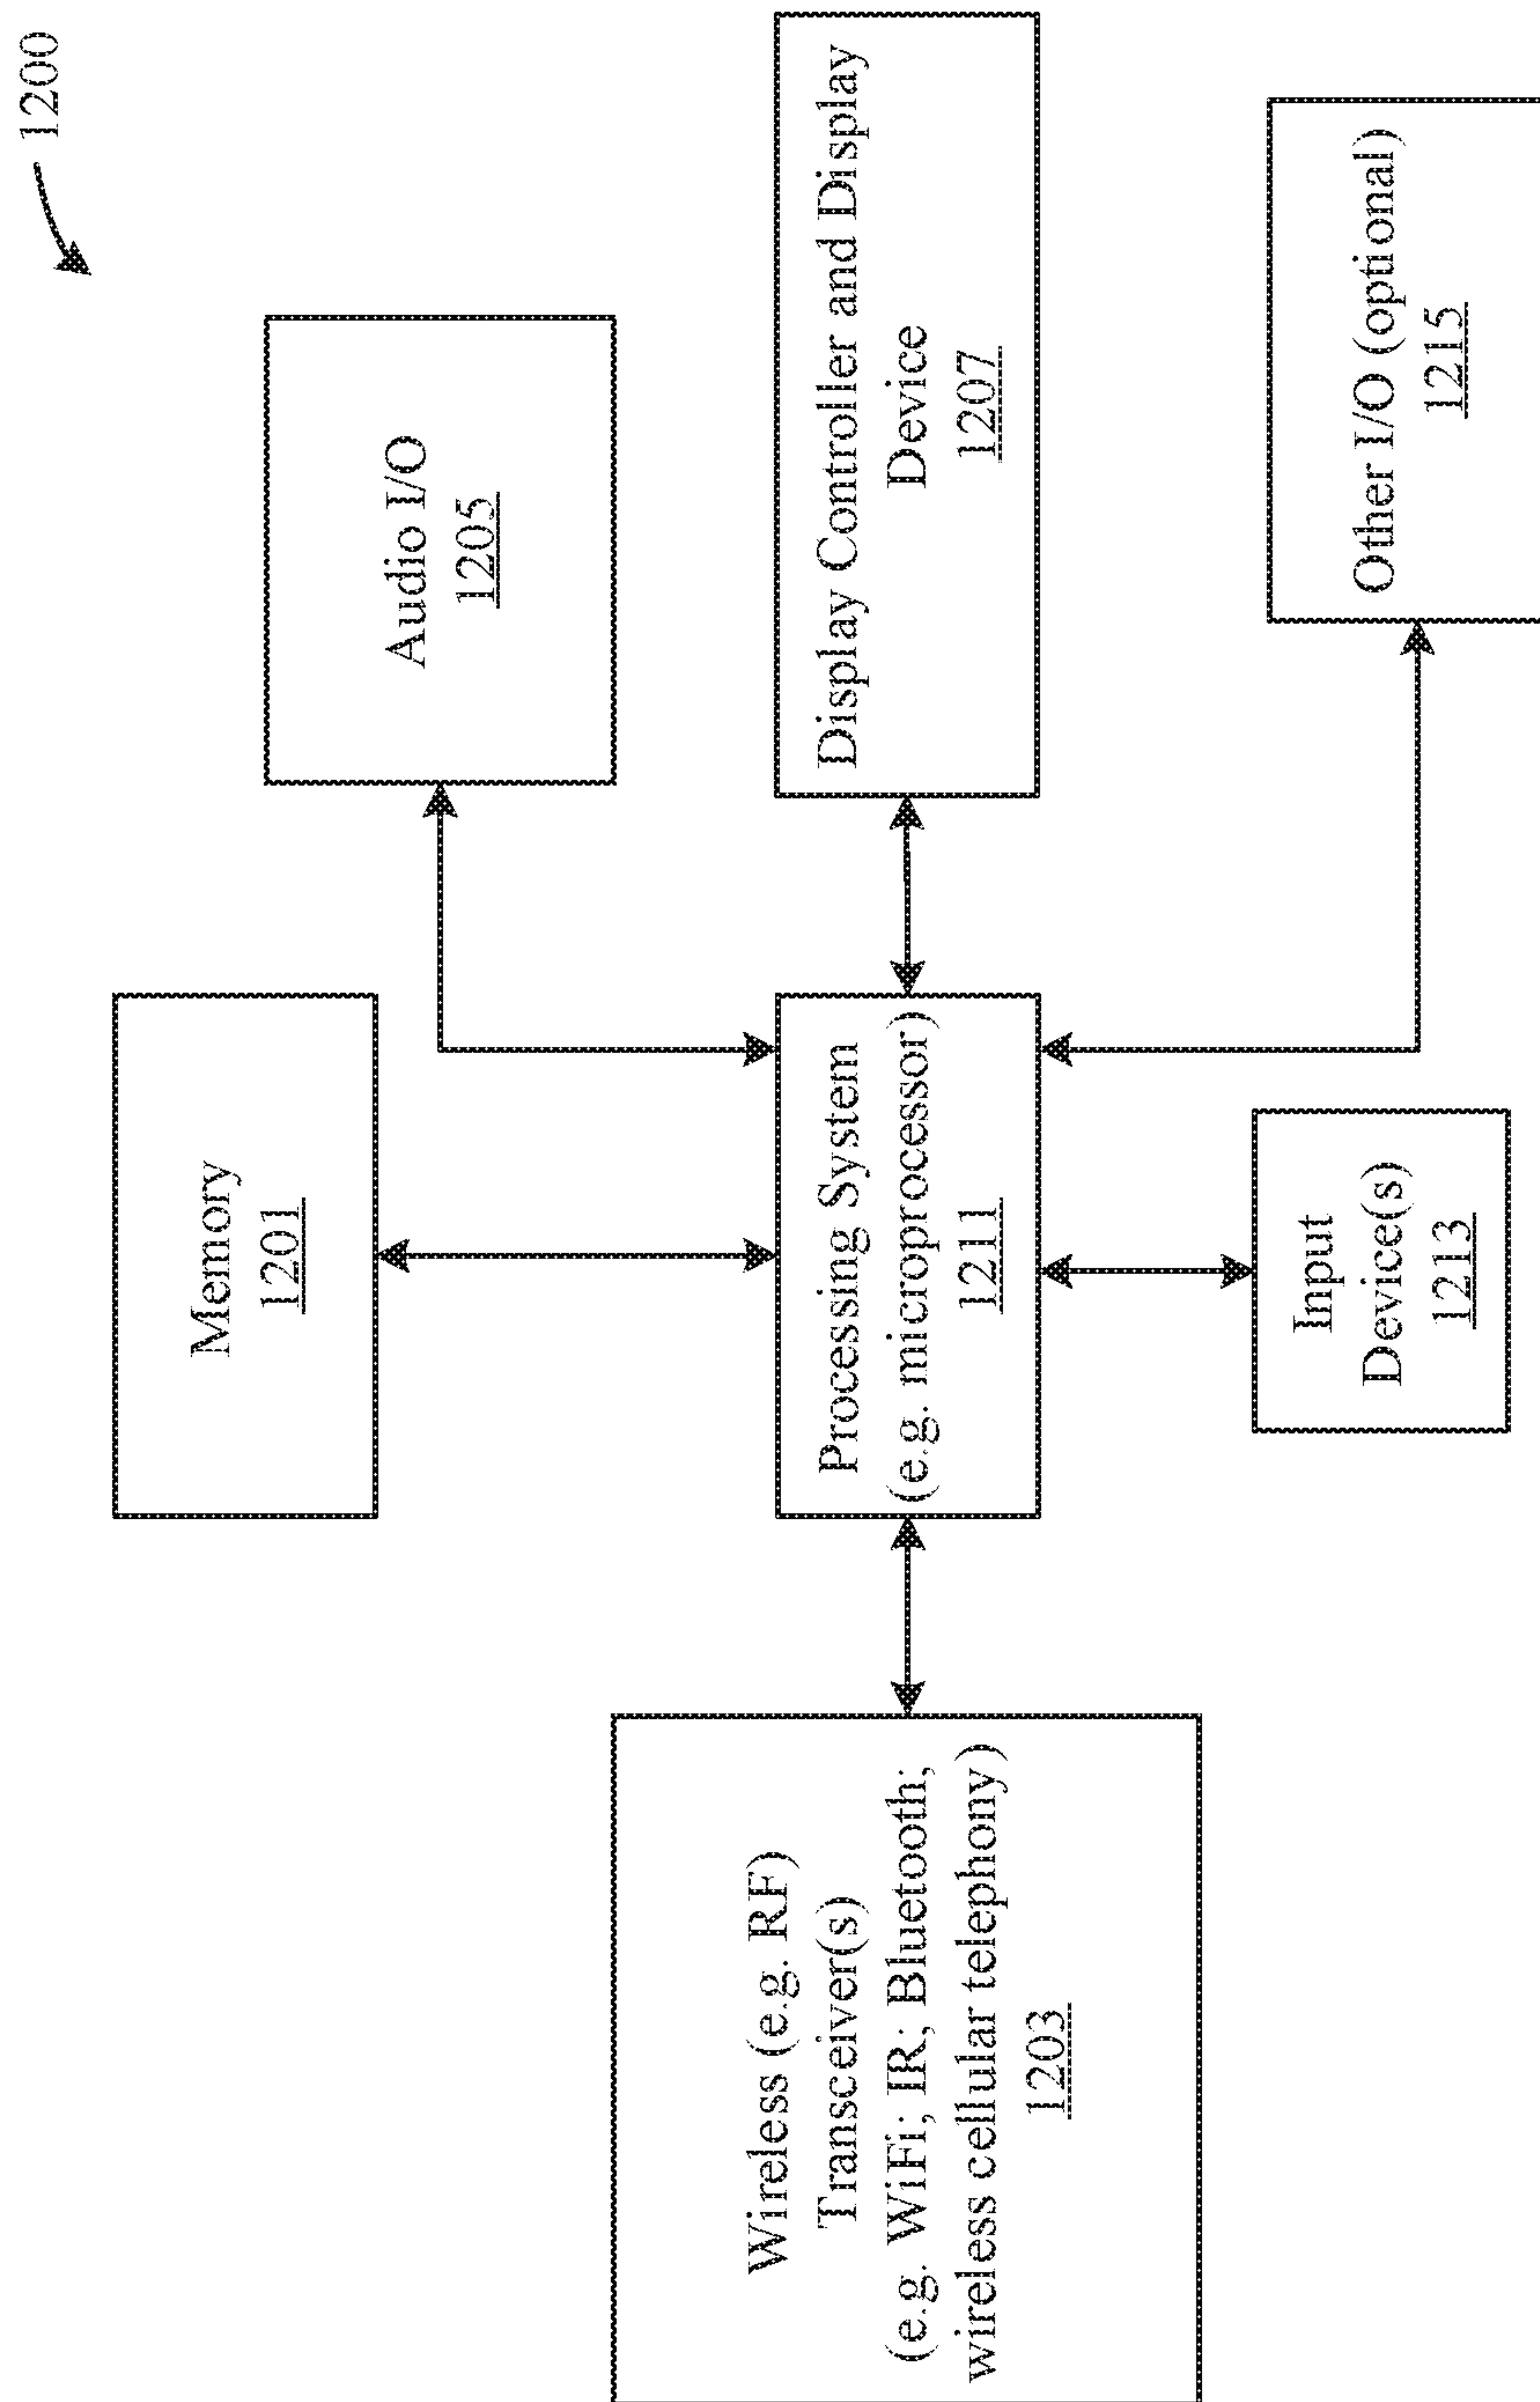 1200
Memory
1201
Audio I/O
1205
Wireless (e.g. RF)
Transceiver(s)
(e.g. WiFi; IR; Bluetooth;
wireless cellular telephony)
1203
Processing System
(e.g. microprocessor)
1211
Display Controller and Display
Device
1207
Input
Device(s)
1213
Other I/O (optional)
1215